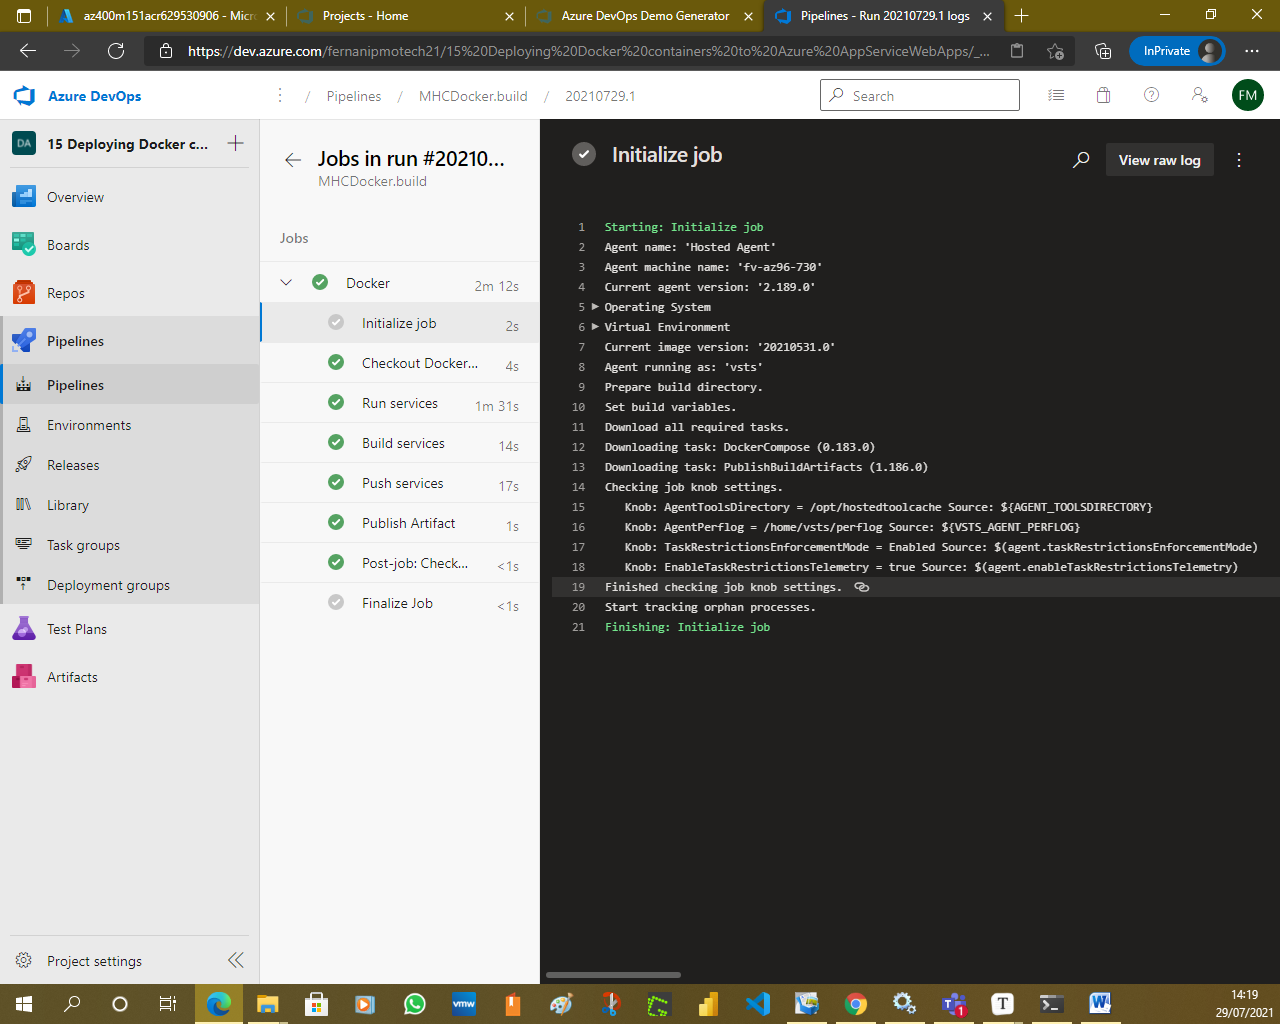 az400m151acr629530906 - Micr
Projects - Home
Azure DevOps Demo Generator
Pipelines - Run 20210729.1 logs
https://dev.azure.com/fernanipmotech21/15%20Deploying%20Docker%20containers%20to%20Azure%20AppServiceWebApps/_...
InPrivate
Azure DevOps
/ Pipelines / MHCDocker.build / 20210729.1
Search
FM
DA
15 Deploying Docker c...
Overview
Boards
Repos
Pipelines
Pipelines
Environments
Releases
Library
Task groups
Deployment groups
Test Plans
Artifacts
Project settings
Jobs in run #20210...
MHCDocker.build
Jobs
Docker 2m 12s
Initialize job 2s
Checkout Docker... 4s
Run services 1m 31s
Build services 14s
Push services 17s
Publish Artifact 1s
Post-job: Check... <1s
Finalize Job <1s
Initialize job
View raw log
1 Starting: Initialize job
2 Agent name: 'Hosted Agent'
3 Agent machine name: 'fv-az96-730'
4 Current agent version: '2.189.0'
5 Operating System
6 Virtual Environment
7 Current image version: '20210531.0'
8 Agent running as: 'vsts'
9 Prepare build directory.
10 Set build variables.
11 Download all required tasks.
12 Downloading task: DockerCompose (0.183.0)
13 Downloading task: PublishBuildArtifacts (1.186.0)
14 Checking job knob settings.
15 Knob: AgentToolsDirectory = /opt/hostedtoolcache Source: ${AGENT_TOOLSDIRECTORY}
16 Knob: AgentPerflog = /home/vsts/perflog Source: ${VSTS_AGENT_PERFLOG}
17 Knob: TaskRestrictionsEnforcementMode = Enabled Source: $(agent.taskRestrictionsEnforcementMode)
18 Knob: EnableTaskRestrictionsTelemetry = true Source: $(agent.enableTaskRestrictionsTelemetry)
19 Finished checking job knob settings.
20 Start tracking orphan processes.
21 Finishing: Initialize job
vmw
1
T
W
14:19
29/07/2021